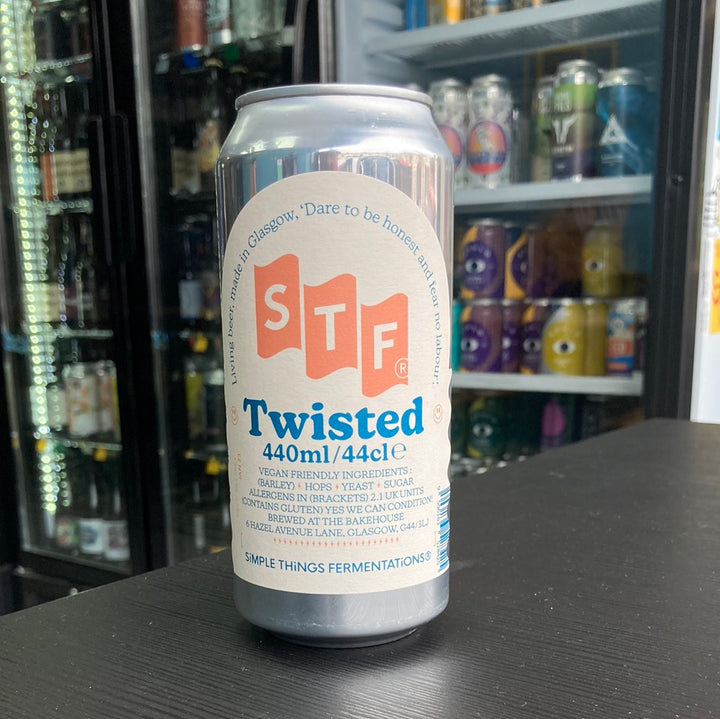 Living beer, made in Glasgow, 'Dare to be honest and fear no labour,'
STF®
Twisted
440ml/44cl℮
VEGAN FRIENDLY INGREDIENTS:
(BARLEY) HOPS YEAST SUGAR
ALLERGENS IN (BRACKETS) 2.1 UK UNITS
(CONTAINS GLUTEN) YES WE CAN CONDITION!
BREWED AT THE BAKEHOUSE
6 HAZEL AVENUE LANE, GLASGOW, G44/3LJ
SiMPLE THiNGS FERMENTATiONS®